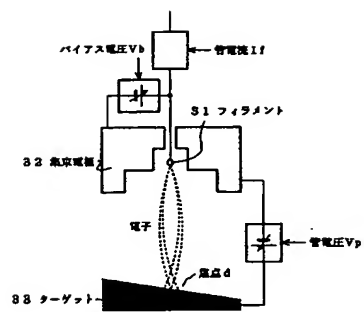 バイアス電圧Vb
管電流If
31 フィラメント
32 集束電極
電子
焦点d
管電圧Vp
33 ターゲット